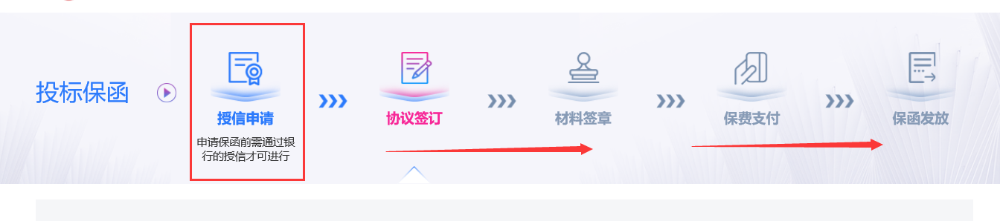 投标保函
授信申请
申请保函前需通过银
行的授信才可进行
协议签订
材料签章
保费支付
保函发放